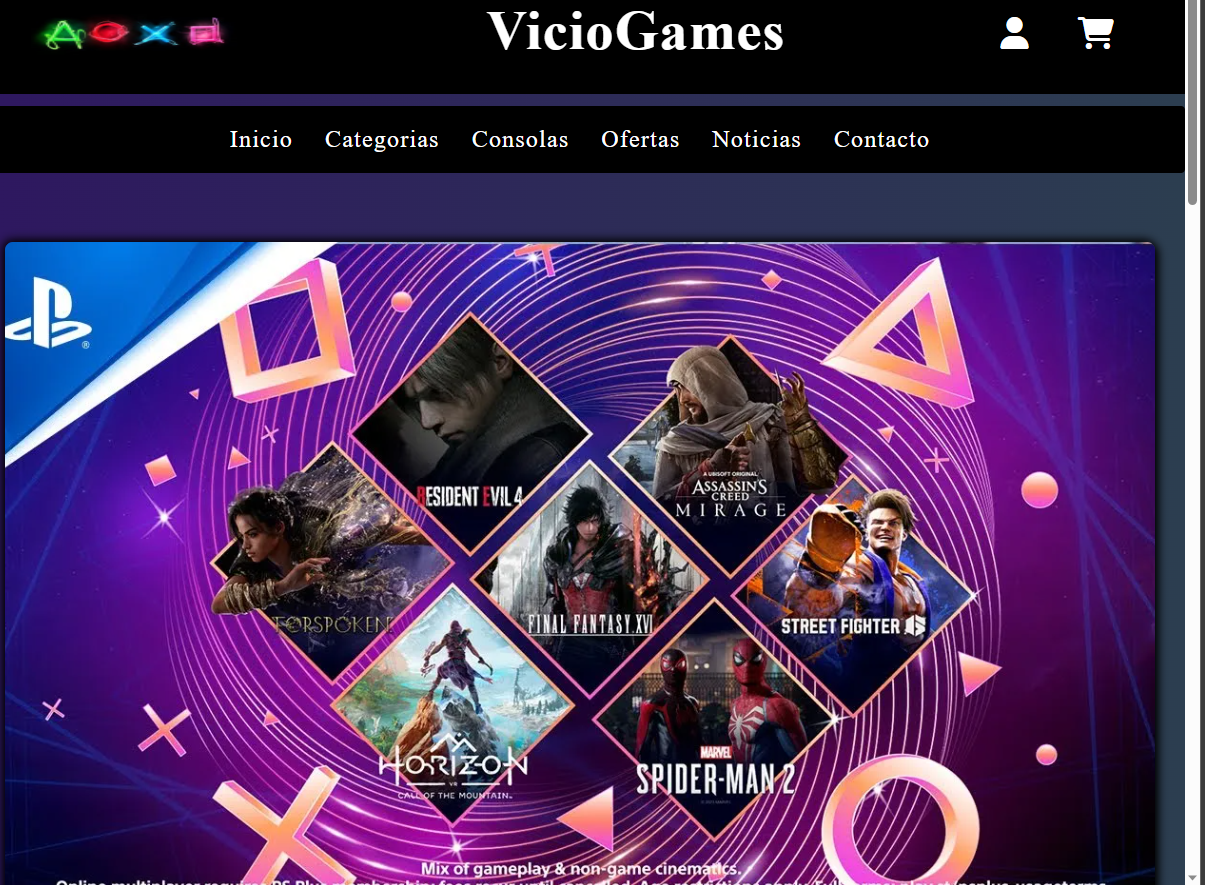 VicioGames
Inicio Categorias Consolas Ofertas Noticias Contacto
RESIDENT EVIL 4
A UBISOFT ORIGINAL
ASSASSIN'S
CREED
MIRAGE
FORSPOKEN
FINAL FANTASY XVI
STREET FIGHTER 6
HORIZON
VR
CALL OF THE MOUNTAIN
MARVEL
SPIDER-MAN 2
Mix of gameplay & non-game cinematics.